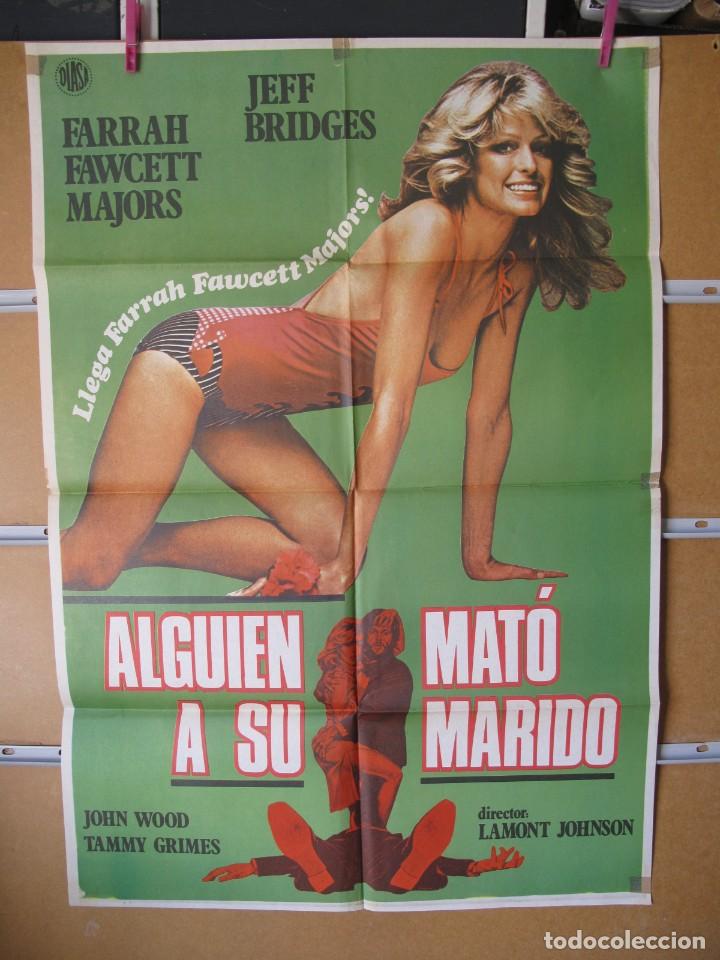 DIASA
FARRAH
FAWCETT
MAJORS
JEFF
BRIDGES
Llega Farrah Fawcett Majors!
ALGUIEN MATÓ
A SU MARIDO
JOHN WOOD
TAMMY GRIMES
director:
LAMONT JOHNSON
todocoleccion.net